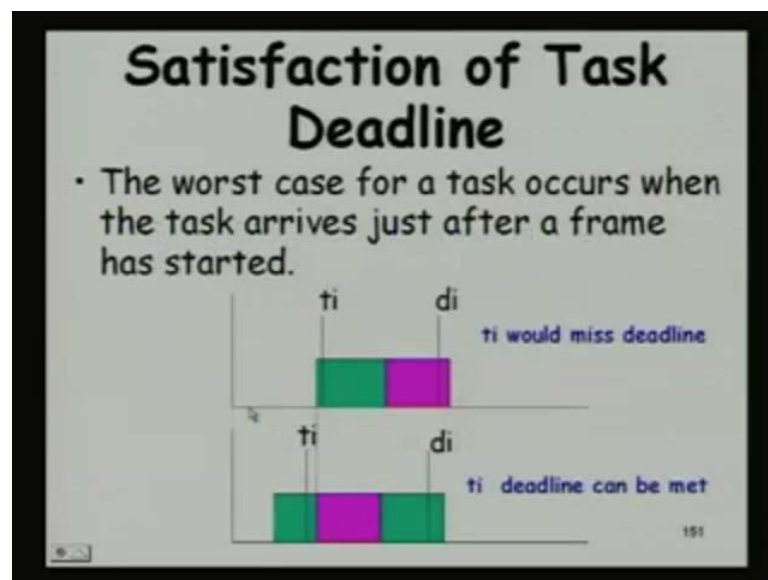 Satisfaction of Task
Deadline
· The worst case for a task occurs when
the task arrives just after a frame
has started.
ti di
ti would miss deadline
ti di
ti deadline can be met
151